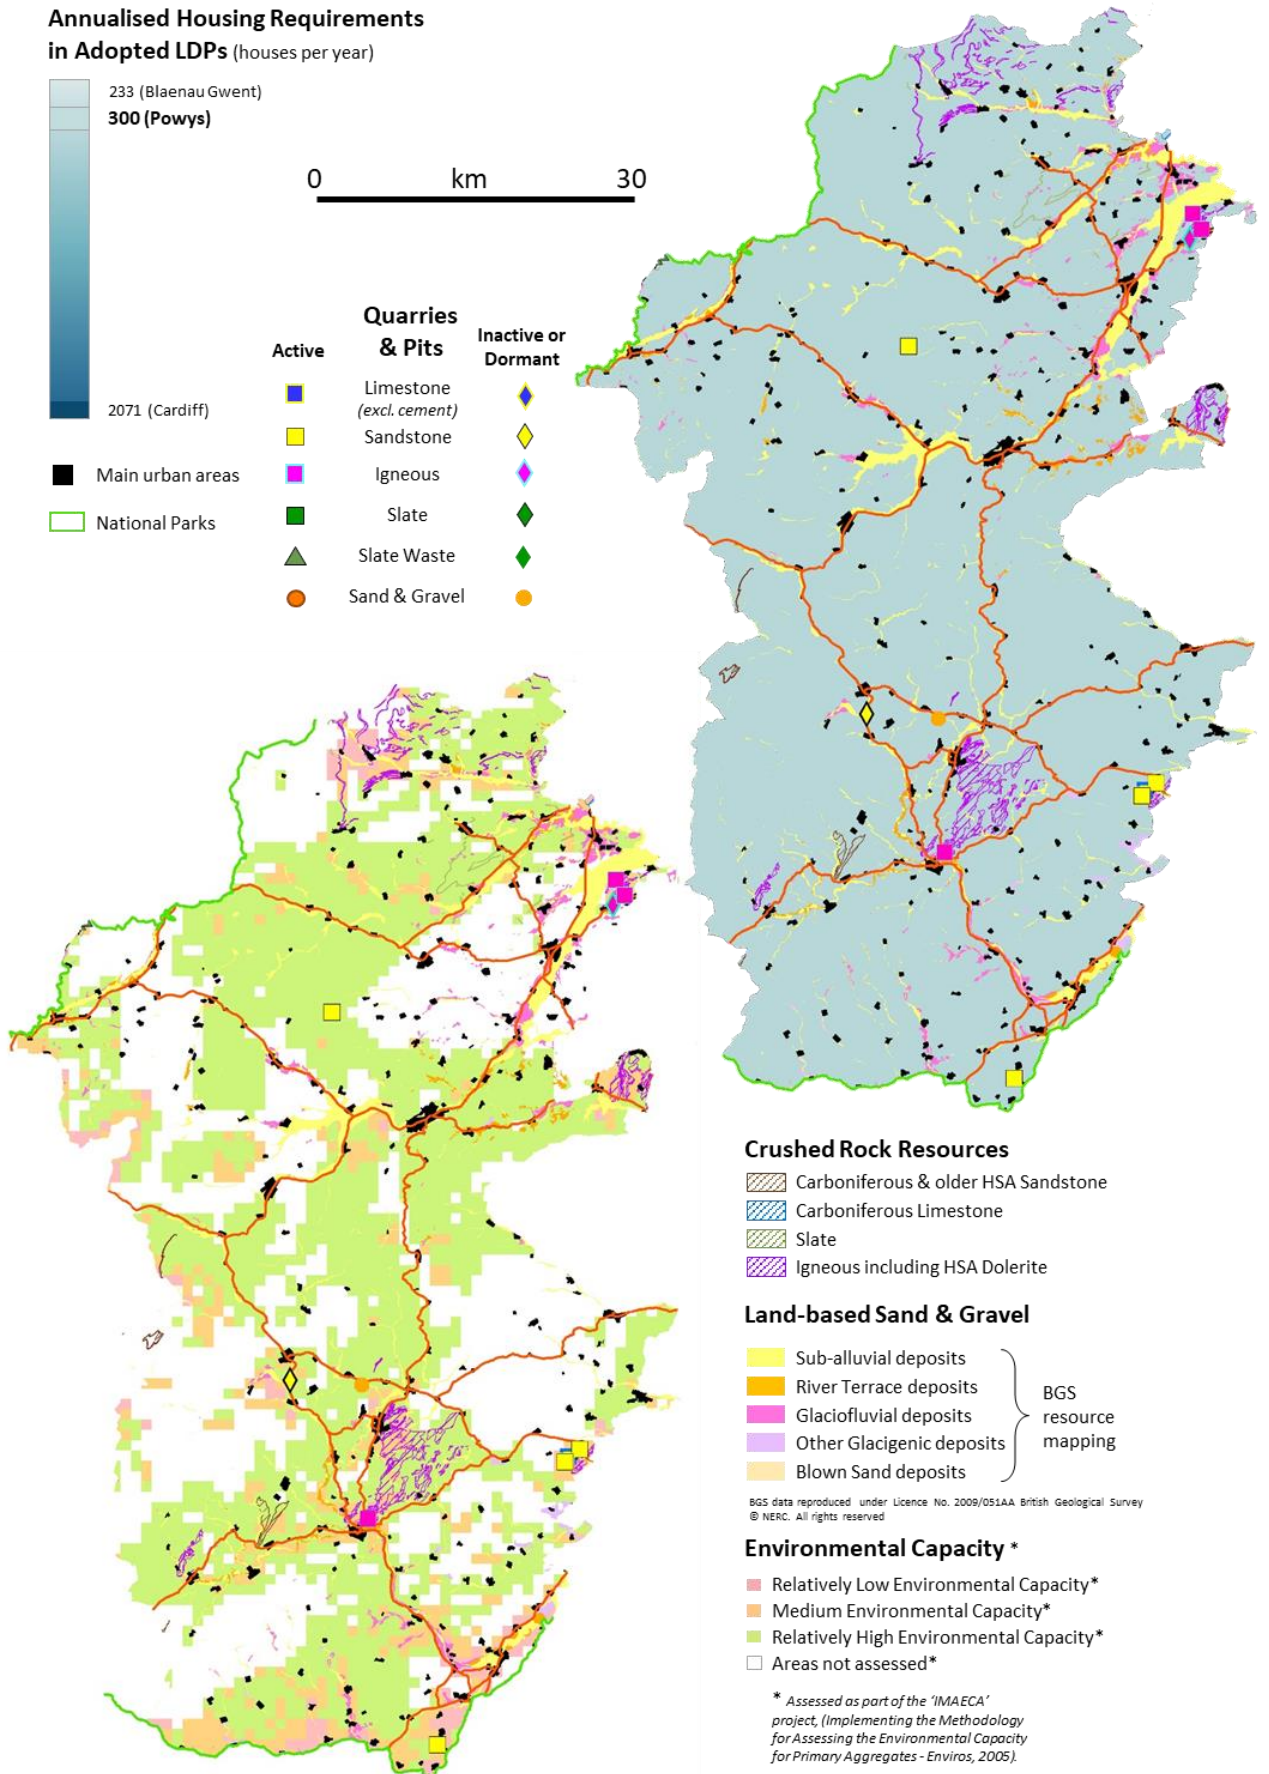 Annualised Housing Requirements
in Adopted LDPs (houses per year)
233 (Blaenau Gwent)
300 (Powys)
2071 (Cardiff)
0 km 30
Main urban areas
National Parks
Active
Quarries
& Pits
Inactive or
Dormant
Limestone
(excl. cement)
Sandstone
Igneous
Slate
Slate Waste
Sand & Gravel
Crushed Rock Resources
Carboniferous & older HSA Sandstone
Carboniferous Limestone
Slate
Igneous including HSA Dolerite
Land-based Sand & Gravel
Sub-alluvial deposits
River Terrace deposits
Glaciofluvial deposits
Other Glacigenic deposits
Blown Sand deposits
BGS
resource
mapping
BGS data reproduced under Licence No. 2009/051AA British Geological Survey
© NERC. All rights reserved
Environmental Capacity *
Relatively Low Environmental Capacity*
Medium Environmental Capacity*
Relatively High Environmental Capacity*
Areas not assessed*
* Assessed as part of the ‘IMAECA’
project, (Implementing the Methodology
for Assessing the Environmental Capacity
for Primary Aggregates - Enviros, 2005).